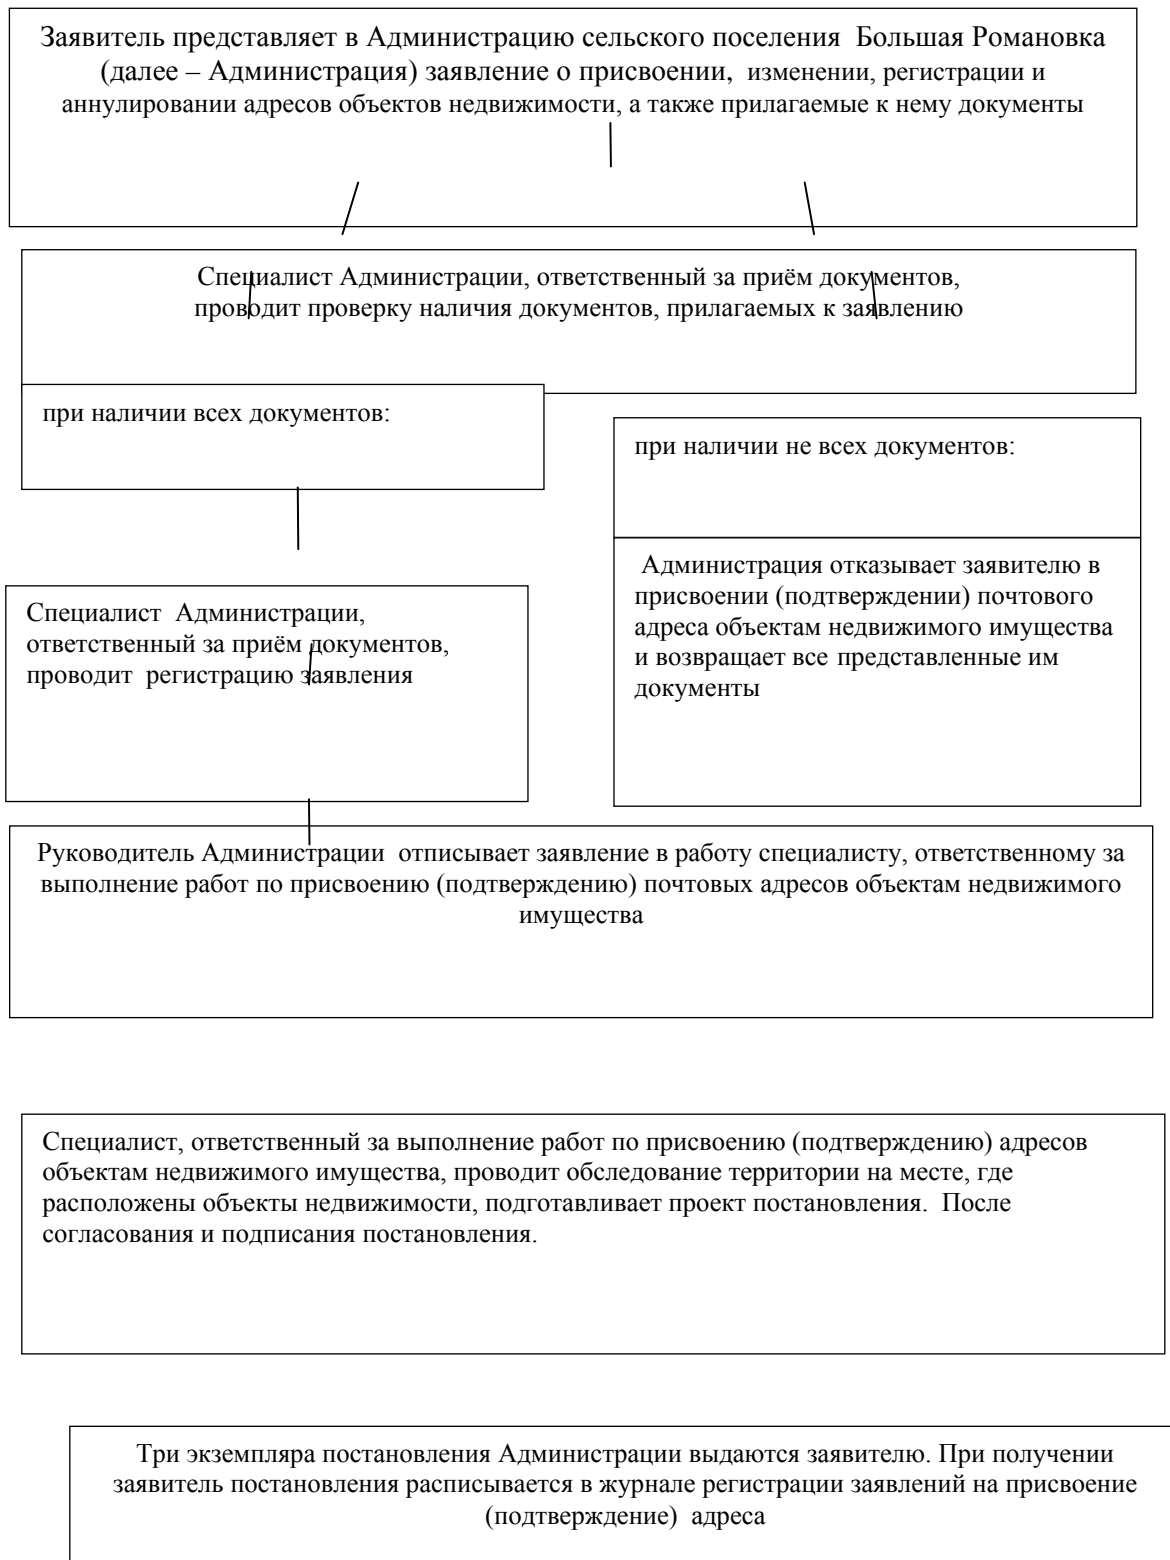 Заявитель представляет в Администрацию сельского поселения Большая Романовка
(далее – Администрация) заявление о присвоении, изменении, регистрации и
аннулировании адресов объектов недвижимости, а также прилагаемые к нему документы
Специалист Администрации, ответственный за приём документов,
проводит проверку наличия документов, прилагаемых к заявлению
при наличии всех документов:
при наличии не всех документов:
Администрация отказывает заявителю в
присвоении (подтверждении) почтового
адреса объектам недвижимого имущества
и возвращает все представленные им
документы
Специалист Администрации,
ответственный за приём документов,
проводит регистрацию заявления
Руководитель Администрации отписывает заявление в работу специалисту, ответственному за
выполнение работ по присвоению (подтверждению) почтовых адресов объектам недвижимого
имущества
Специалист, ответственный за выполнение работ по присвоению (подтверждению) адресов
объектам недвижимого имущества, проводит обследование территории на месте, где
расположены объекты недвижимости, подготавливает проект постановления. После
согласования и подписания постановления.
Три экземпляра постановления Администрации выдаются заявителю. При получении
заявитель постановления расписывается в журнале регистрации заявлений на присвоение
(подтверждение) адреса